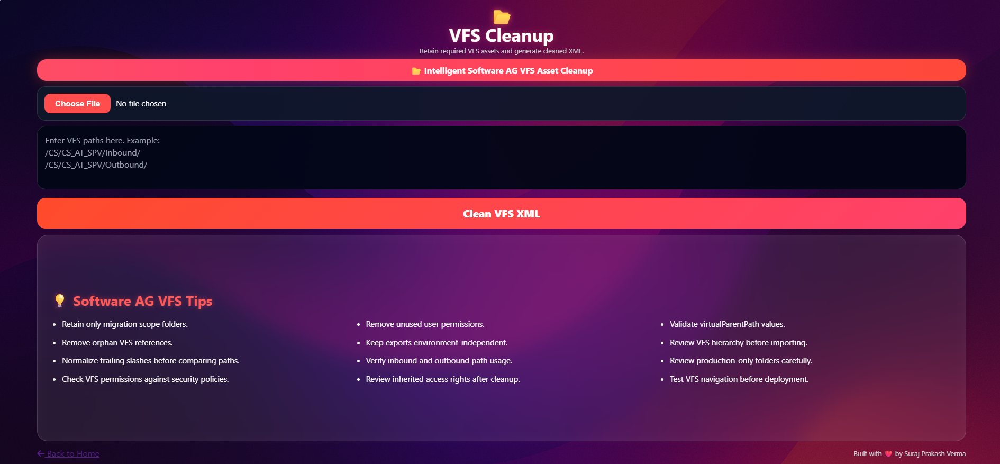 VFS Cleanup
Retain required VFS assets and generate cleaned XML.
Intelligent Software AG VFS Asset Cleanup
Choose File No file chosen
Enter VFS paths here. Example:
/CS/CS_AT_SPV/Inbound/
/CS/CS_AT_SPV/Outbound/
Clean VFS XML
Software AG VFS Tips
• Retain only migration scope folders.
• Remove orphan VFS references.
• Normalize trailing slashes before comparing paths.
• Check VFS permissions against security policies.
• Remove unused user permissions.
• Keep exports environment-independent.
• Verify inbound and outbound path usage.
• Review inherited access rights after cleanup.
• Validate virtualParentPath values.
• Review VFS hierarchy before importing.
• Review production-only folders carefully.
• Test VFS navigation before deployment.
← Back to Home
Built with ❤️ by Suraj Prakash Verma